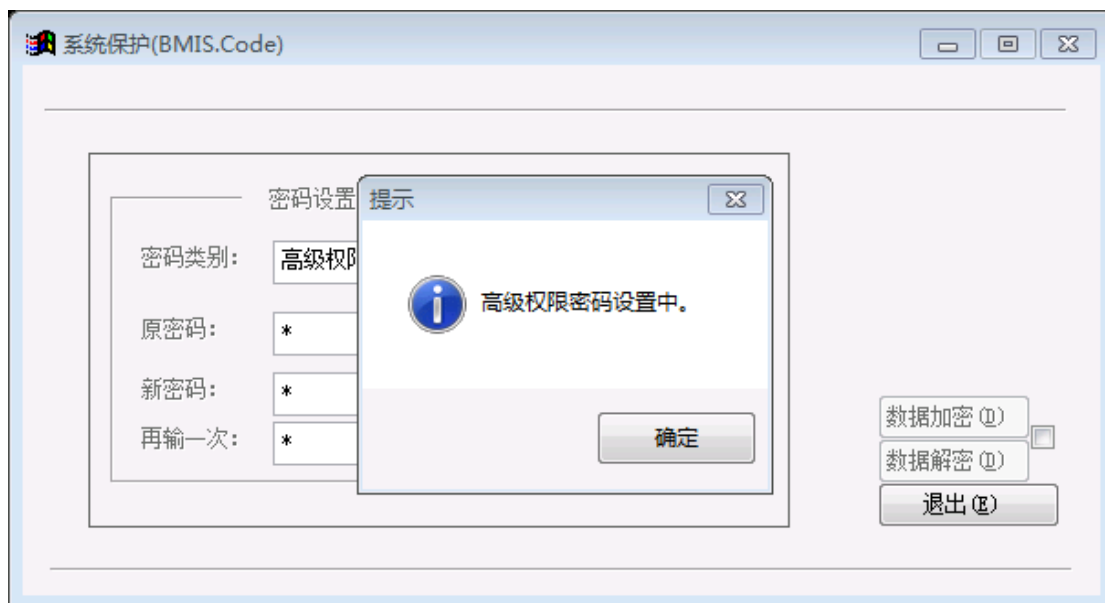 系统保护(BMIS.Code)
密码设置
提示
密码类别:
高级权限
高级权限密码设置中。
原密码:
*
新密码:
*
再输一次:
*
确定
数据加密(D)
数据解密(D)
退出(E)